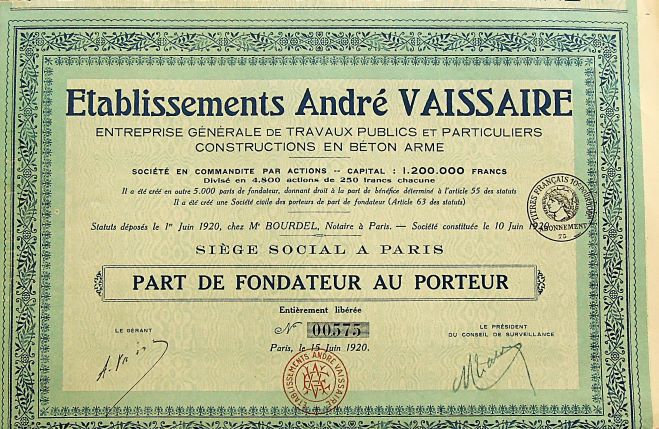 Etablissements André VAISSAIRE
ENTREPRISE GÉNÉRALE DE TRAVAUX PUBLICS ET PARTICULIERS
CONSTRUCTIONS EN BÉTON ARME
SOCIÉTÉ EN COMMANDITE PAR ACTIONS -- CAPITAL : 1.200.000 FRANCS
Divisé en 4.800 actions de 250 francs chacune
Il a été créé en outre 5.000 parts de fondateur, donnant droit à la part de bénéfice déterminé à l'article 55 des statuts
Il a été créé une Société civile des porteurs de part de fondateur (Article 63 des statuts)
Statuts déposés le 1er Juin 1920, chez Me BOURDEL, Notaire à Paris. — Société constituée le 10 Juin 1920
TITRES FRANÇAIS
ABONNEMENT
75
SIÈGE SOCIAL A PARIS
PART DE FONDATEUR AU PORTEUR
Entièrement libérée
No 00575
LE GÉRANT
LE PRÉSIDENT
DU CONSEIL DE SURVEILLANCE
Paris, le 15 Juin 1920.
ETABLISSEMENTS ANDRÉ VAISSAIRE